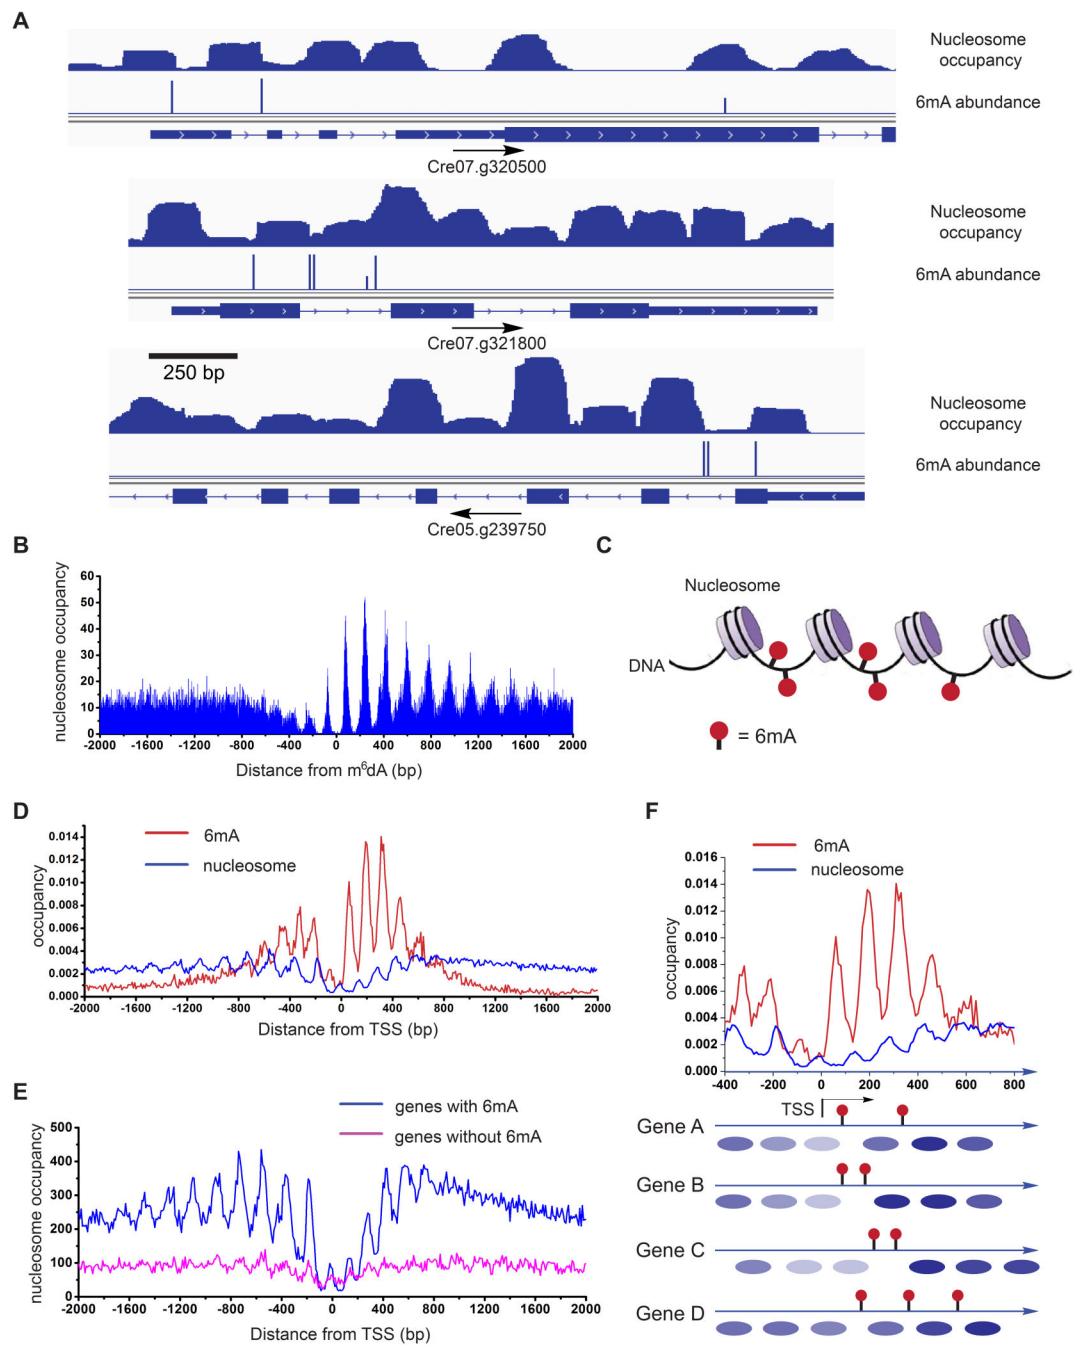 A
Nucleosome
occupancy
6mA abundance
Cre07.g320500
Nucleosome
occupancy
6mA abundance
Cre07.g321800
250 bp
Nucleosome
occupancy
6mA abundance
Cre05.g239750
B
nucleosome occupancy
60
50
40
30
20
10
0
-2000 -1600 -1200 -800 -400 0 400 800 1200 1600 2000
Distance from m⁶dA (bp)
C
Nucleosome
DNA
= 6mA
D
6mA
nucleosome
occupancy
0.014
0.012
0.010
0.008
0.006
0.004
0.002
0.000
-2000 -1600 -1200 -800 -400 0 400 800 1200 1600 2000
Distance from TSS (bp)
E
genes with 6mA
genes without 6mA
nucleosome occupancy
500
400
300
200
100
0
-2000 -1600 -1200 -800 -400 0 400 800 1200 1600 2000
Distance from TSS (bp)
F
6mA
nucleosome
occupancy
0.016
0.014
0.012
0.010
0.008
0.006
0.004
0.002
0.000
-400 -200 0 200 400 600 800
TSS
Gene A
Gene B
Gene C
Gene D